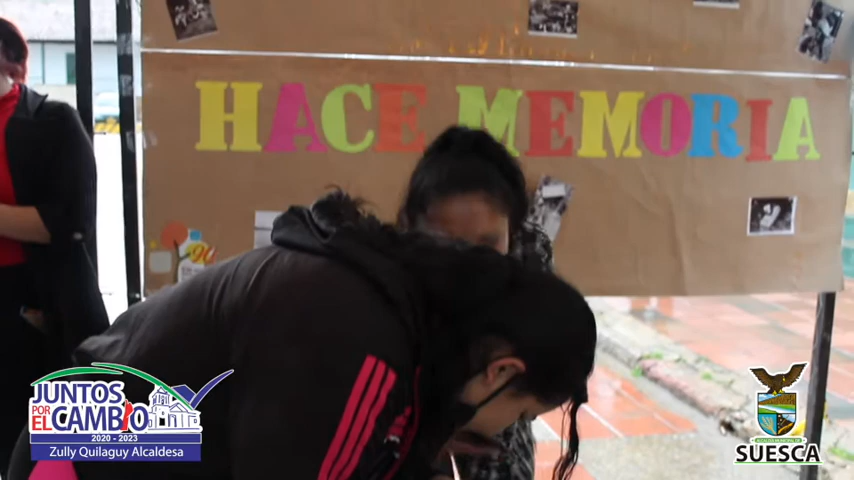 HACE MEMORIA
JUNTOS
POR
EL CAMBIO
2020 - 2023
Zully Quilaguy Alcaldesa
SUESCA